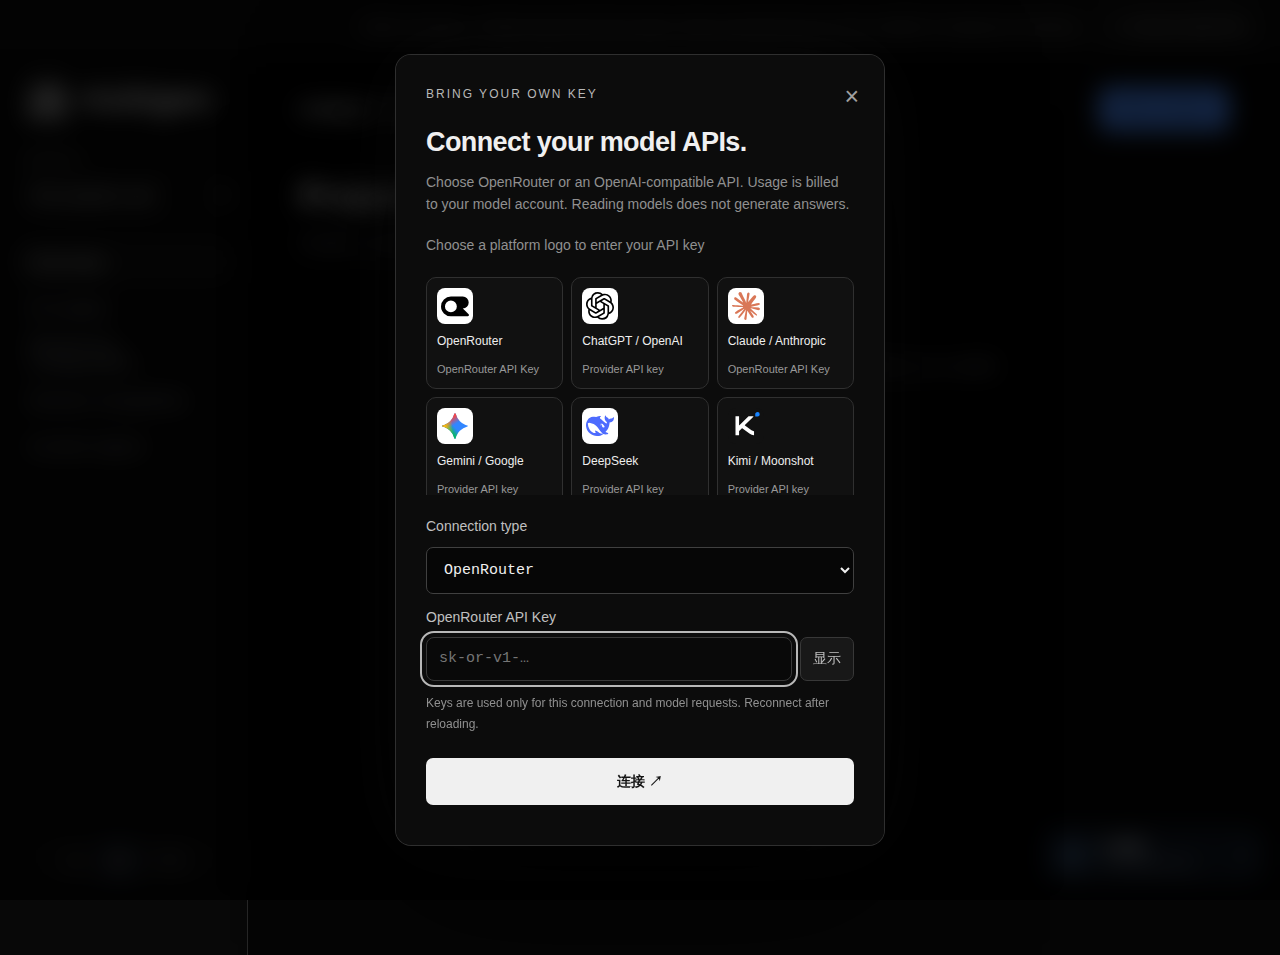 BRING YOUR OWN KEY
×
Connect your model APIs.
Choose OpenRouter or an OpenAI-compatible API. Usage is billed
to your model account. Reading models does not generate answers.
Choose a platform logo to enter your API key
OpenRouter
OpenRouter API Key
ChatGPT / OpenAI
Provider API key
Claude / Anthropic
OpenRouter API Key
Gemini / Google
Provider API key
DeepSeek
Provider API key
Kimi / Moonshot
Provider API key
Connection type
OpenRouter
OpenRouter API Key
sk-or-v1-…
显示
Keys are used only for this connection and model requests. Reconnect after
reloading.
连接 ↗